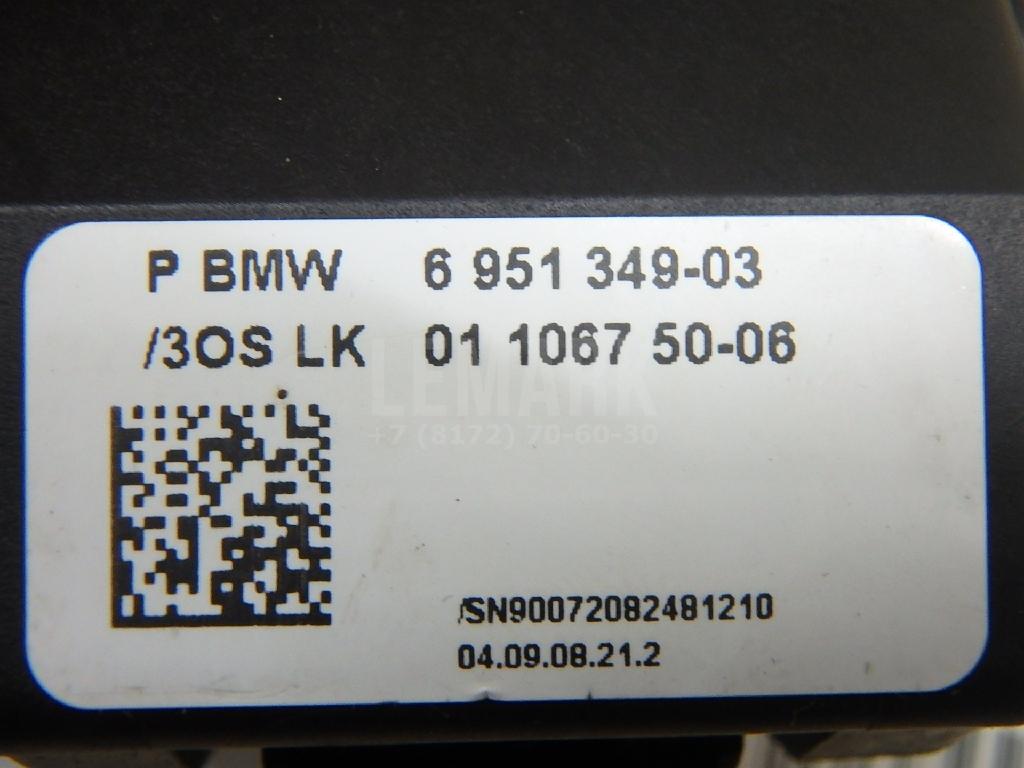 P BMW 6 951 349-03
/3OS LK 01 1067 50-06
LEMARK
+7 (8172) 70-60-30
/SN90072082481210
04.09.08.21.2